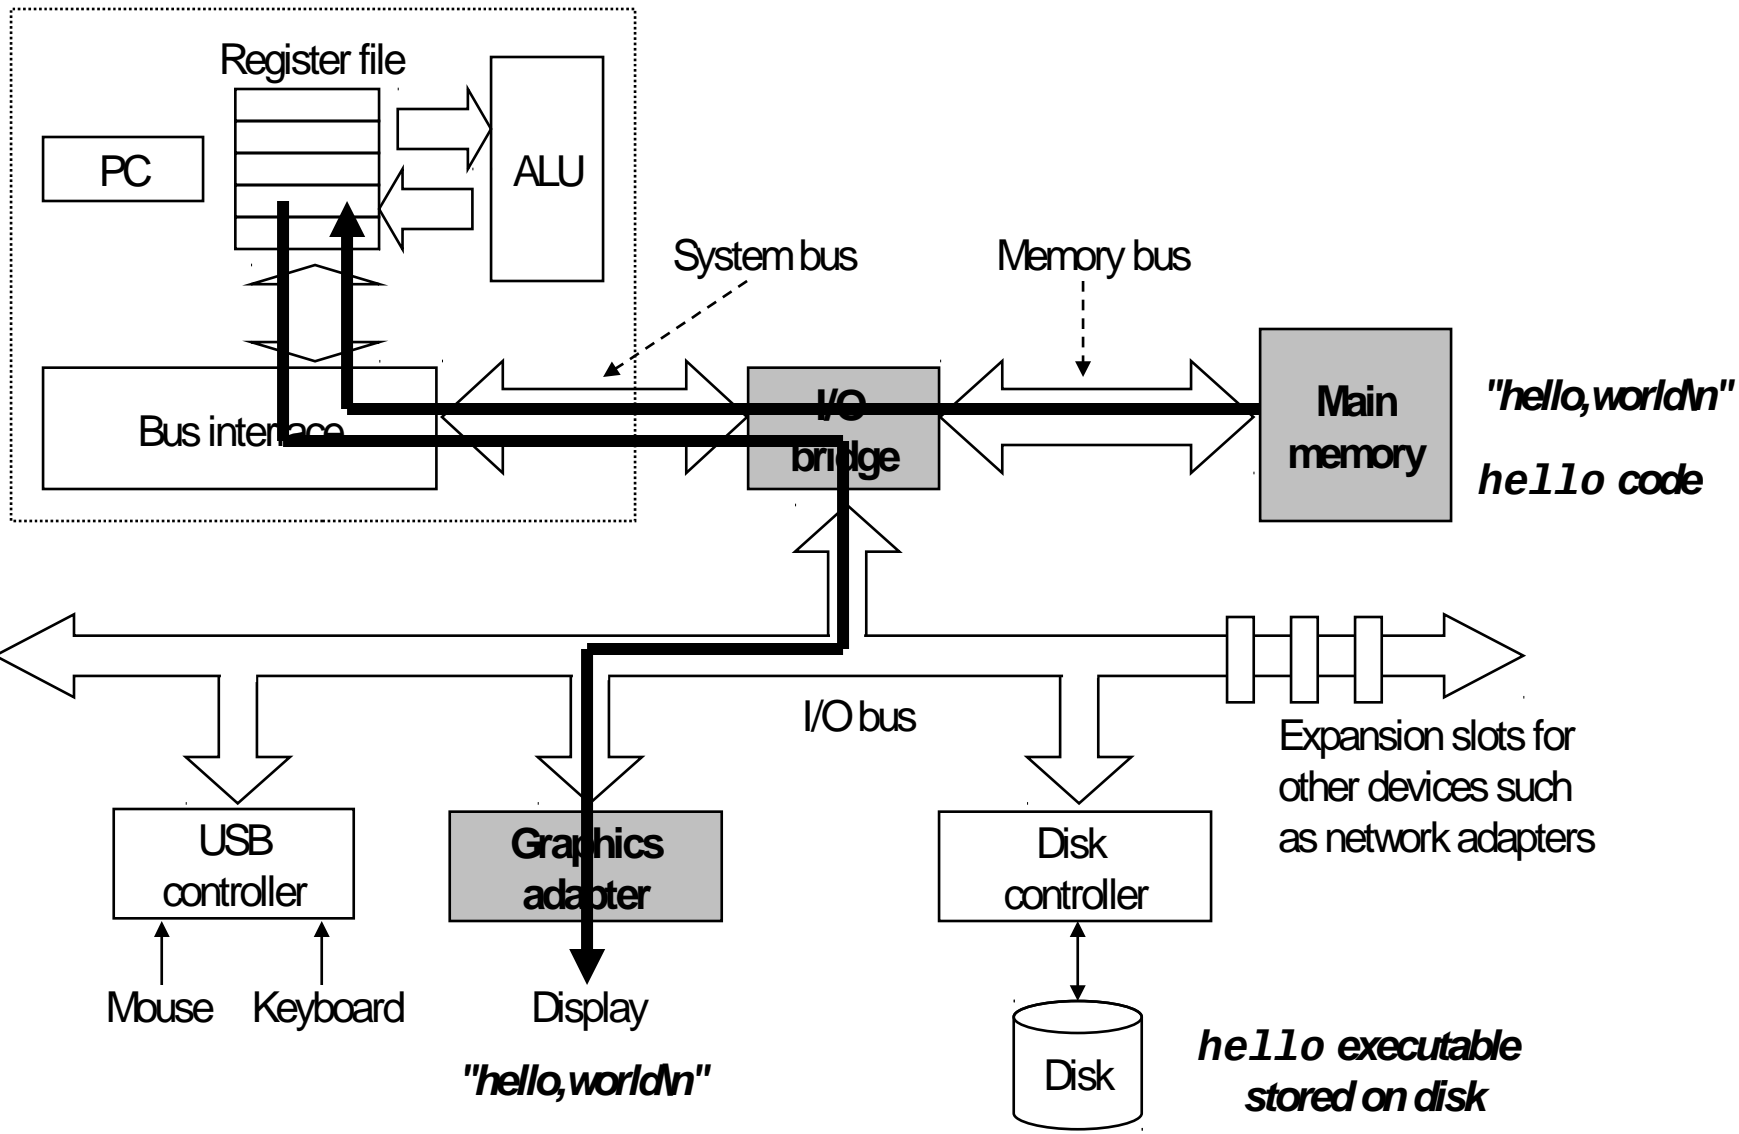 Register file
PC
ALU
System bus
Memory bus
Bus interface
I/O
bridge
Main
memory
"hello,world\n"
hello code
I/O bus
Expansion slots for
other devices such
as network adapters
USB
controller
Graphics
adapter
Disk
controller
Mouse
Keyboard
Display
"hello,world\n"
Disk
hello executable
stored on disk